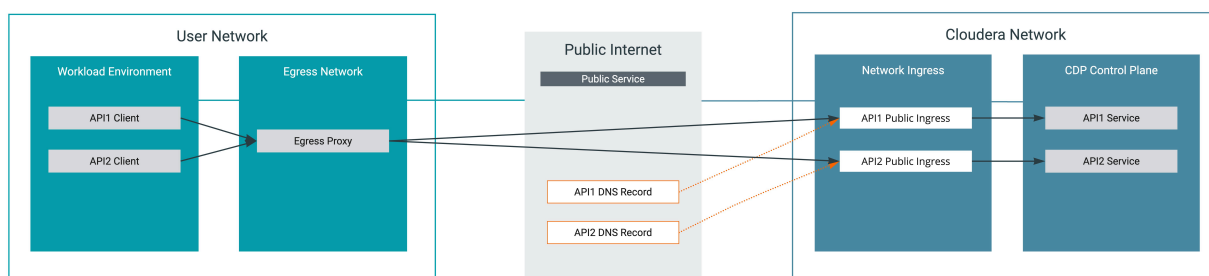 User Network
Workload Environment
API1 Client
API2 Client
Egress Network
Egress Proxy
Public Internet
Public Service
API1 DNS Record
API2 DNS Record
Cloudera Network
Network Ingress
API1 Public Ingress
API2 Public Ingress
CDP Control Plane
API1 Service
API2 Service